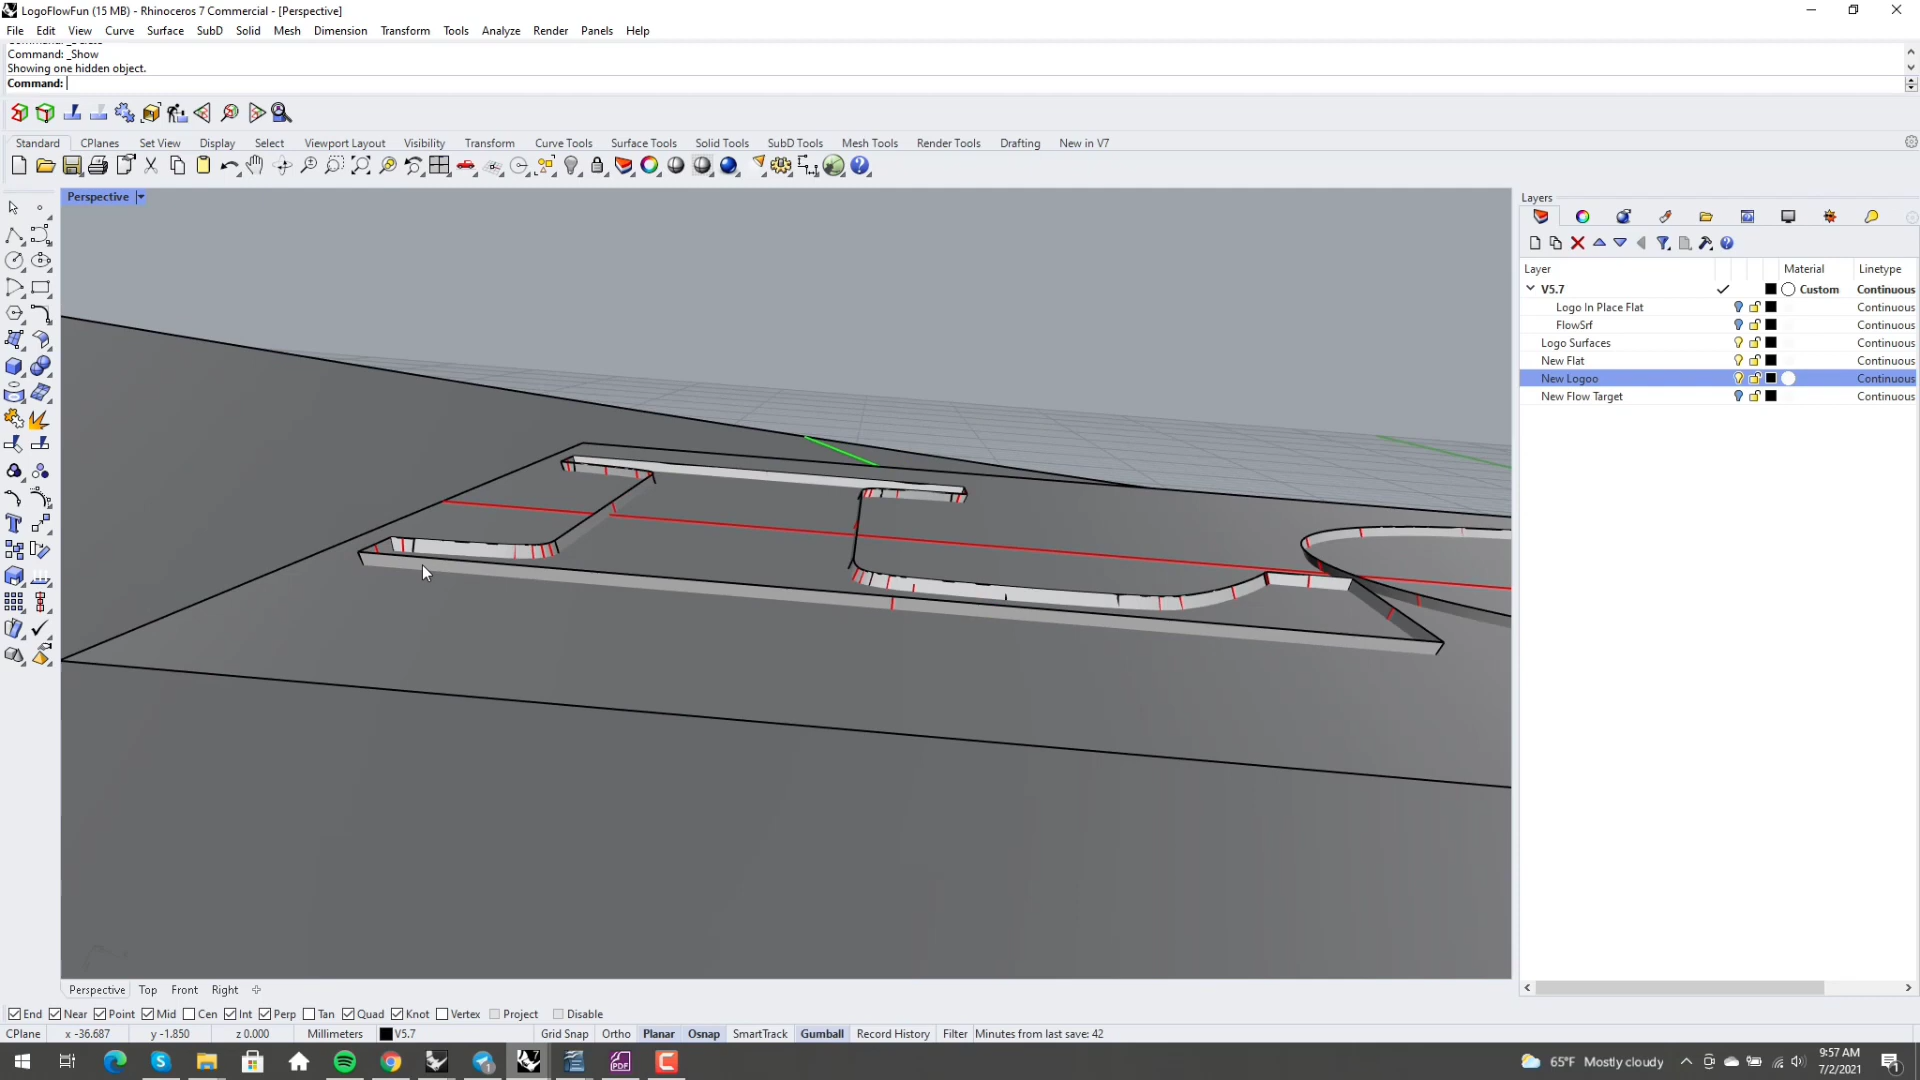 LogoFlowFun (15 MB) - Rhinoceros 7 Commercial - [Perspective]
File Edit View Curve Surface SubD Solid Mesh Dimension Transform Tools Analyze Render Panels Help
Command: _Show
Showing one hidden object.
Command:
Standard CPlanes Set View Display Select Viewport Layout Visibility Transform Curve Tools Surface Tools Solid Tools SubD Tools Mesh Tools Render Tools Drafting New in V7
Perspective
Layers
Layer Material Linetype
V5.7 Custom Continuous
Logo In Place Flat Continuous
FlowSrf Continuous
Logo Surfaces Continuous
New Flat Continuous
New Logoo Continuous
New Flow Target Continuous
Perspective Top Front Right
End Near Point Mid Cen Int Perp Tan Quad Knot Vertex Project Disable
CPlane x -36.687 y -1.850 z 0.000 Millimeters V5.7 Grid Snap Ortho Planar Osnap SmartTrack Gumball Record History Filter Minutes from last save: 42
65°F Mostly cloudy
9:57 AM
7/2/2021